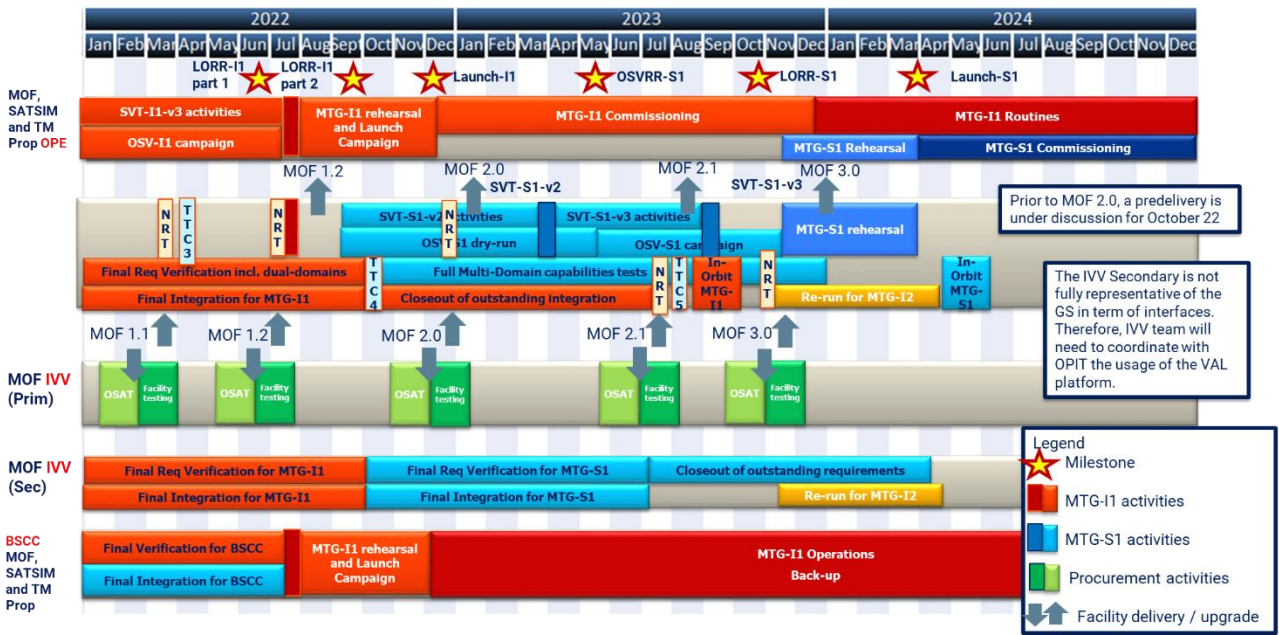 2022 2023 2024
Jan Feb Mar Apr May Jun Jul Aug Sept Oct Nov Dec Jan Feb Mar Apr May Jun Jul Aug Sep Oct Nov Dec Jan Feb Mar Apr May Jun Jul Aug Sep Oct Nov Dec
LORR-I1
part 1
LORR-I1
part 2
Launch-I1
OSVRR-S1
LORR-S1
Launch-S1
MOF,
SATSIM
and TM
Prop OPE
SVT-I1-v3 activities
OSV-I1 campaign
MTG-I1 rehearsal
and Launch
Campaign
MTG-I1 Commissioning
MTG-I1 Routines
MTG-S1 Rehearsal
MTG-S1 Commissioning
MOF 1.2
MOF 2.0
SVT-S1-v2
MOF 2.1
SVT-S1-v3
MOF 3.0
NRT
TTC3
NRT
SVT-S1-v2 activities
NRT
SVT-S1-v3 activities
OSV-S1 dry-run
OSV-S1 campaign
MTG-S1 rehearsal
Prior to MOF 2.0, a predelivery is
under discussion for October 22
Final Req Verification incl. dual-domains
TTC4
Full Multi-Domain capabilities tests
NRT
TTC5
In-
Orbit
MTG-
I1
NRT
In-
Orbit
MTG-
S1
Final Integration for MTG-I1
Closeout of outstanding integration
Re-run for MTG-I2
The IVV Secondary is not
fully representative of the
GS in term of interfaces.
Therefore, IVV team will
need to coordinate with
OPIT the usage of the VAL
platform.
MOF 1.1
MOF 1.2
MOF 2.0
MOF 2.1
MOF 3.0
MOF IVV
(Prim)
OSAT
Facility
testing
OSAT
Facility
testing
OSAT
Facility
testing
OSAT
Facility
testing
OSAT
Facility
testing
MOF IVV
(Sec)
Final Req Verification for MTG-I1
Final Req Verification for MTG-S1
Closeout of outstanding requirements
Final Integration for MTG-I1
Final Integration for MTG-S1
Re-run for MTG-I2
BSCC
MOF,
SATSIM
and TM
Prop
Final Verification for BSCC
Final Integration for BSCC
MTG-I1 rehearsal
and Launch
Campaign
MTG-I1 Operations
Back-up
Legend
Milestone
MTG-I1 activities
MTG-S1 activities
Procurement activities
Facility delivery / upgrade